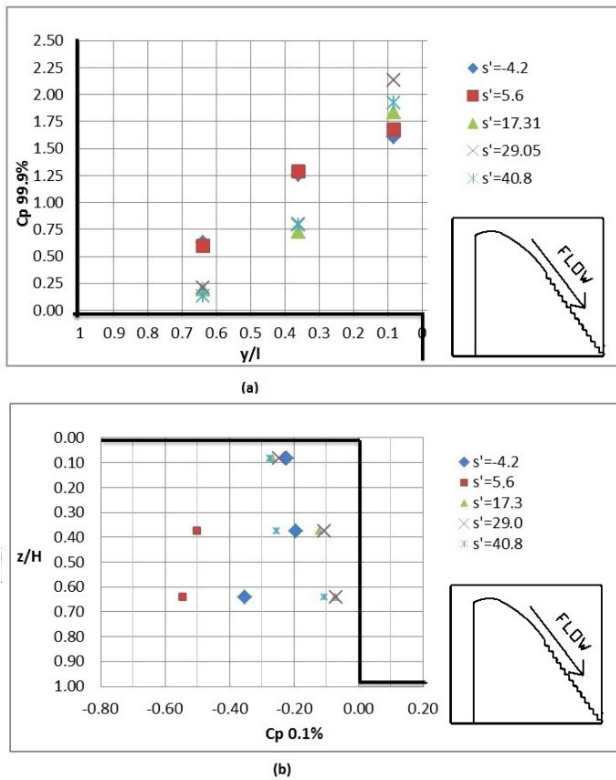 2.50
2.25
2.00
1.75
1.50
1.25
1.00
0.75
0.50
0.25
0.00
Cp 99.9%
1 0.9 0.8 0.7 0.6 0.5 0.4 0.3 0.2 0.1 0
y/l
s'=-4.2
s'=5.6
s'=17.31
s'=29.05
s'=40.8
FLOW
(a)
0.00
0.10
0.20
0.30
0.40
0.50
0.60
0.70
0.80
0.90
1.00
z/H
-0.80 -0.60 -0.40 -0.20 0.00 0.20
Cp 0.1%
s'=-4.2
s'=5.6
s'=17.3
s'=29.0
s'=40.8
FLOW
(b)